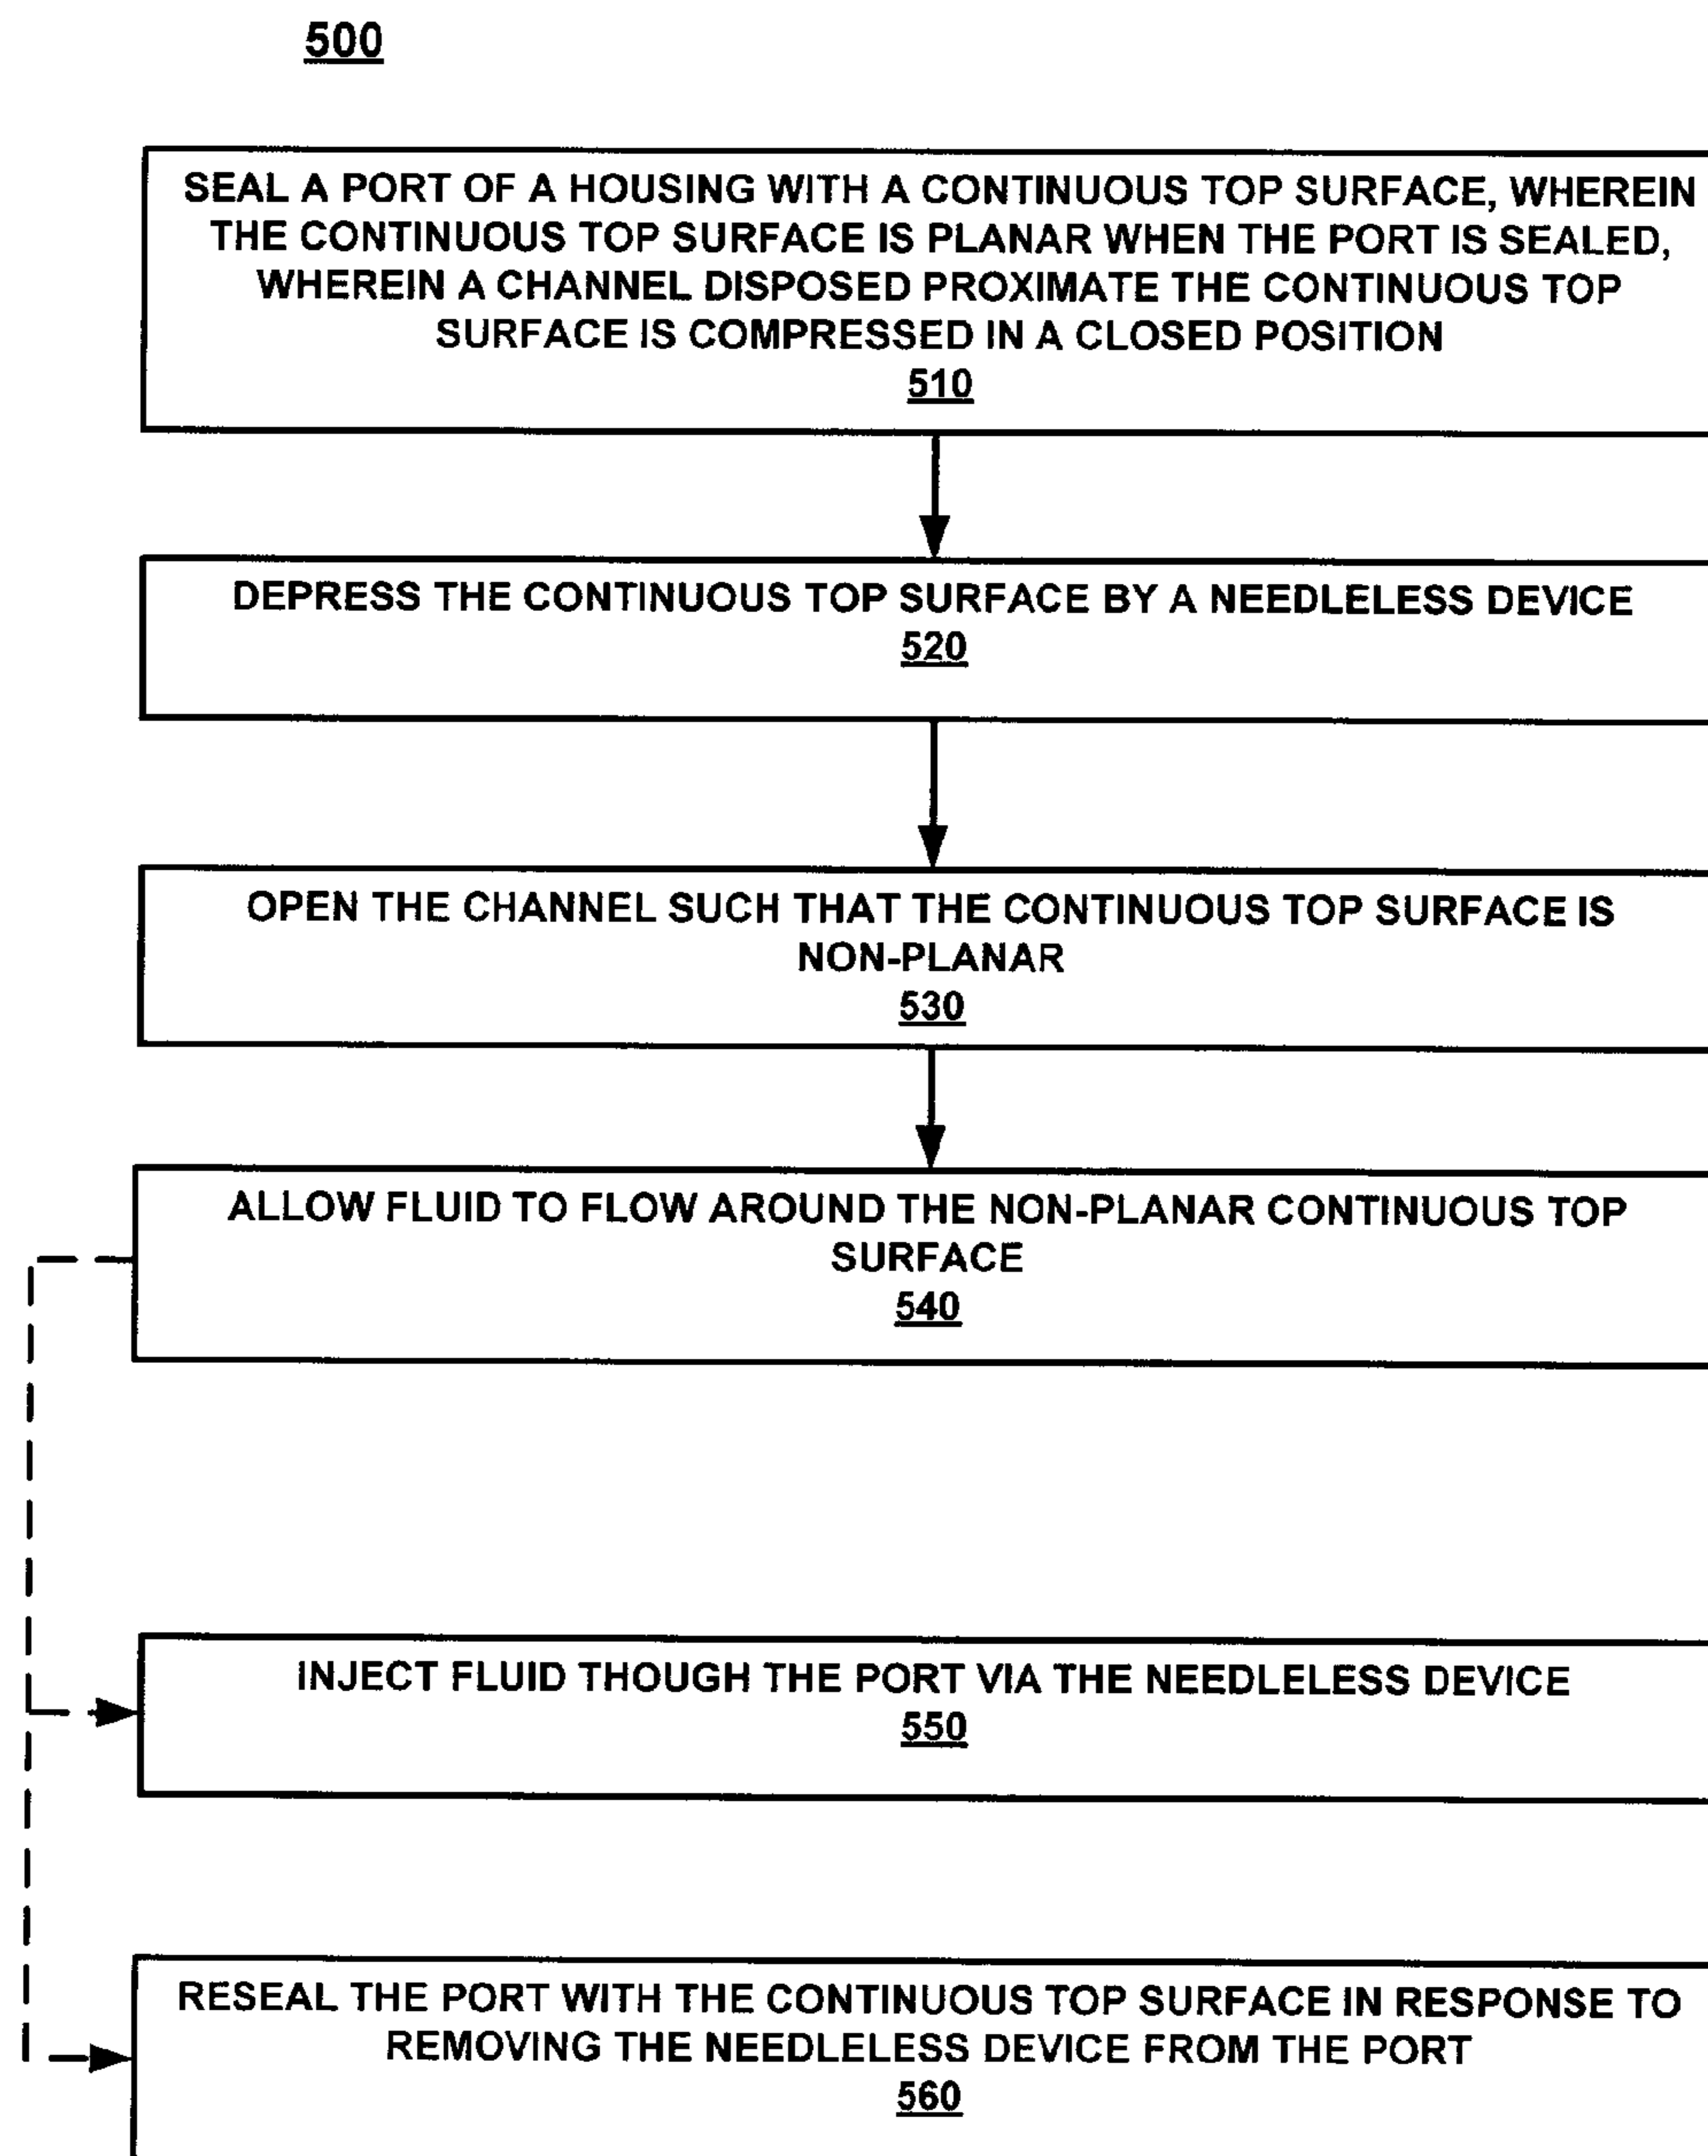 500
SEAL A PORT OF A HOUSING WITH A CONTINUOUS TOP SURFACE, WHEREIN
THE CONTINUOUS TOP SURFACE IS PLANAR WHEN THE PORT IS SEALED,
WHEREIN A CHANNEL DISPOSED PROXIMATE THE CONTINUOUS TOP
SURFACE IS COMPRESSED IN A CLOSED POSITION
510
DEPRESS THE CONTINUOUS TOP SURFACE BY A NEEDLELESS DEVICE
520
OPEN THE CHANNEL SUCH THAT THE CONTINUOUS TOP SURFACE IS
NON-PLANAR
530
ALLOW FLUID TO FLOW AROUND THE NON-PLANAR CONTINUOUS TOP
SURFACE
540
INJECT FLUID THOUGH THE PORT VIA THE NEEDLELESS DEVICE
550
RESEAL THE PORT WITH THE CONTINUOUS TOP SURFACE IN RESPONSE TO
REMOVING THE NEEDLELESS DEVICE FROM THE PORT
560